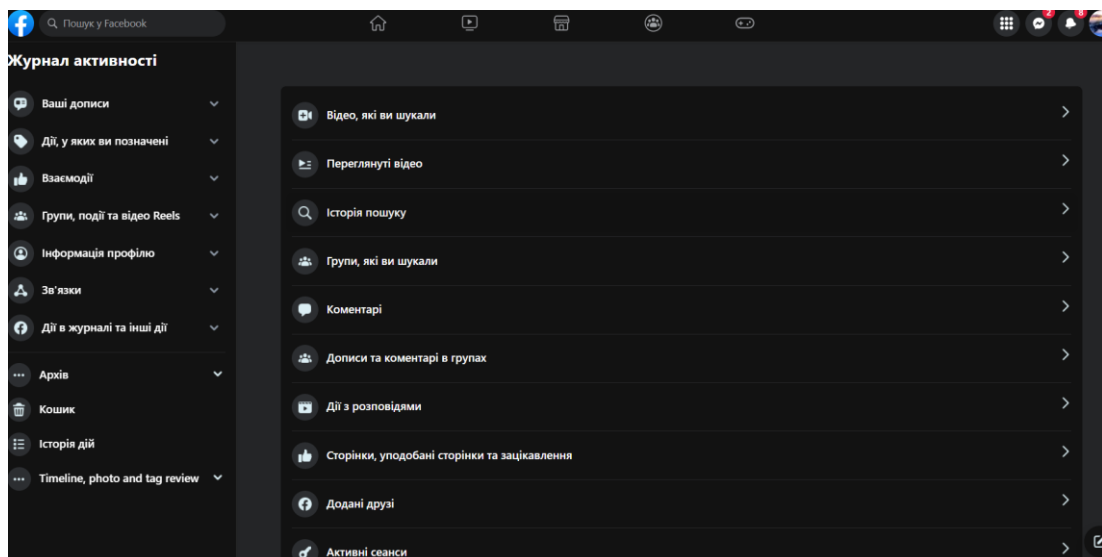 Пошук у Facebook
2
8
Журнал активності
Ваші дописи
Дії, у яких ви позначені
Взаємодії
Групи, події та відео Reels
Інформація профілю
Зв'язки
Дії в журналі та інші дії
Архів
Кошик
Історія дій
Timeline, photo and tag review
Відео, які ви шукали
Переглянуті відео
Історія пошуку
Групи, які ви шукали
Коментарі
Дописи та коментарі в групах
Дії з розповідями
Сторінки, уподобані сторінки та зацікавлення
Додані друзі
Активні сеанси